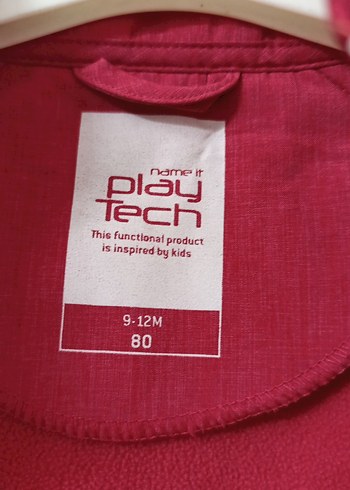 name it
play
Tech
This functional product
is inspired by kids
9-12M
80